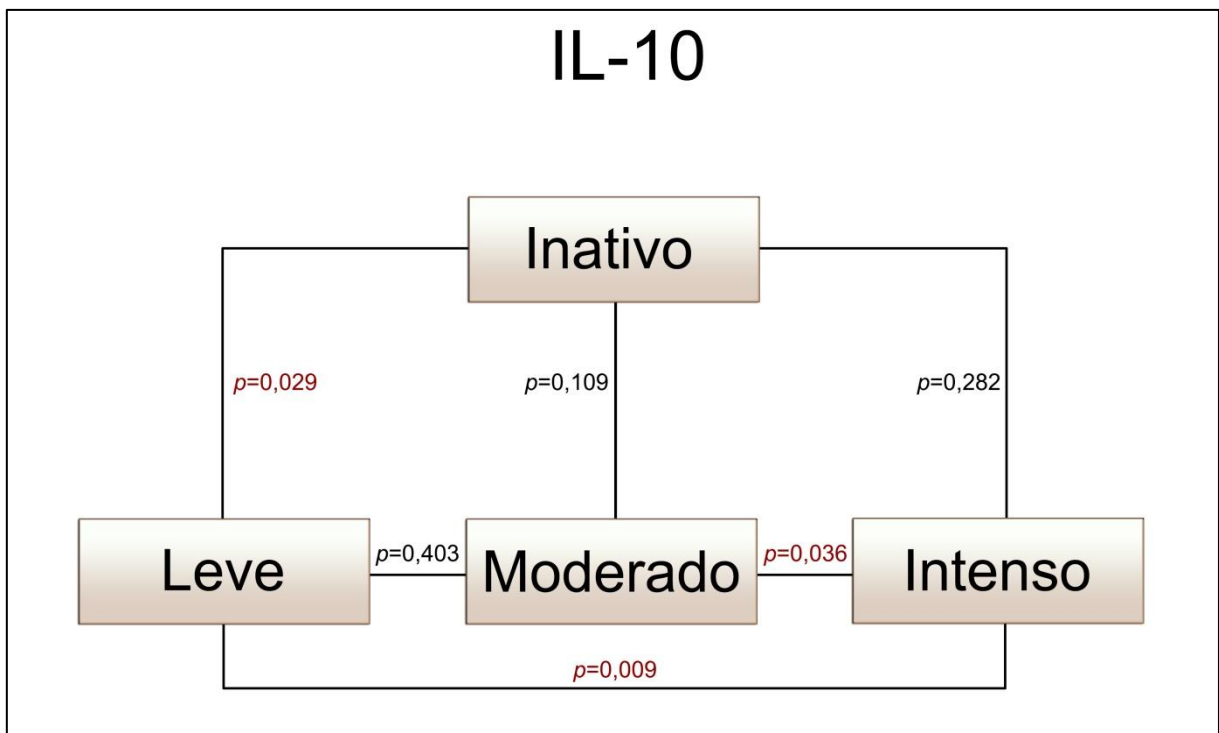 IL-10
Inativo
p=0,029
p=0,109
p=0,282
Leve
p=0,403
Moderado
p=0,036
Intenso
p=0,009